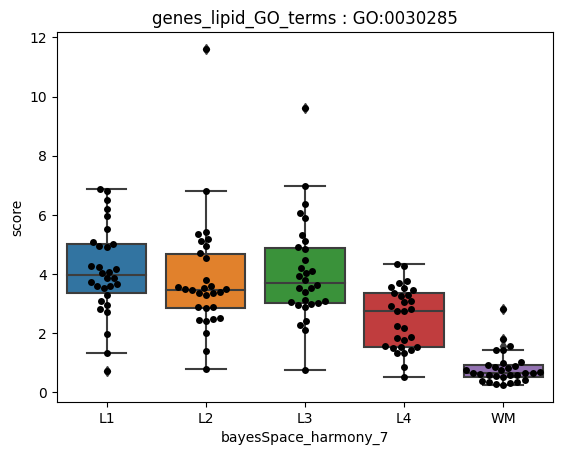 genes_lipid_GO_terms : GO:0030285
12
10
8
6
4
2
0
score
L1 L2 L3 L4 WM
bayesSpace_harmony_7